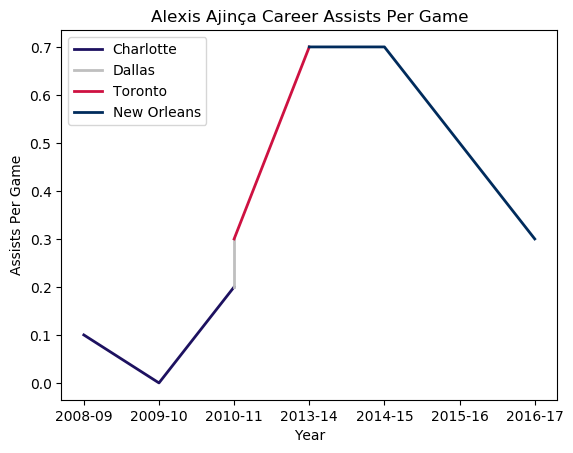 Alexis Ajinça Career Assists Per Game
Charlotte
Dallas
Toronto
New Orleans
Assists Per Game
0.7
0.6
0.5
0.4
0.3
0.2
0.1
0.0
2008-09 2009-10 2010-11 2013-14 2014-15 2015-16 2016-17
Year